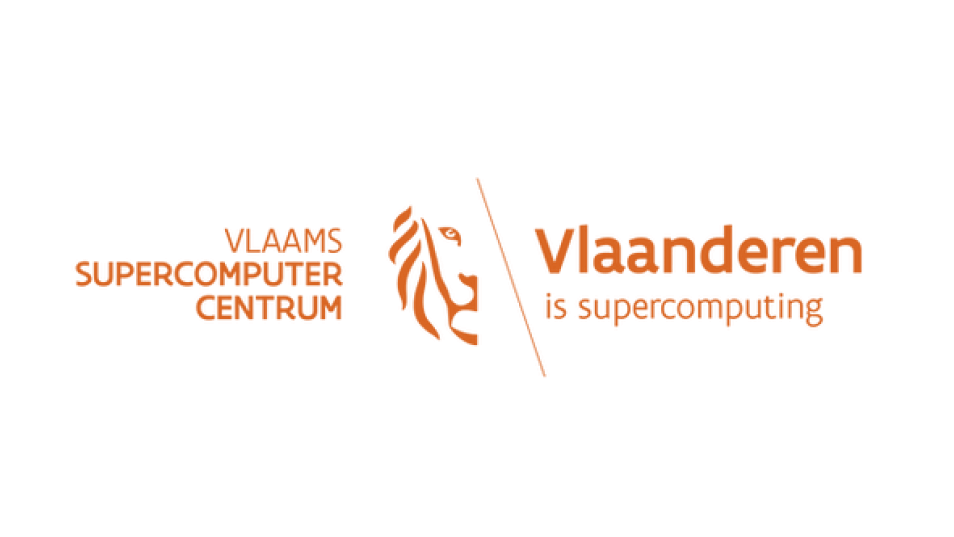 VLAAMS
SUPERCOMPUTER
CENTRUM
Vlaanderen
is supercomputing